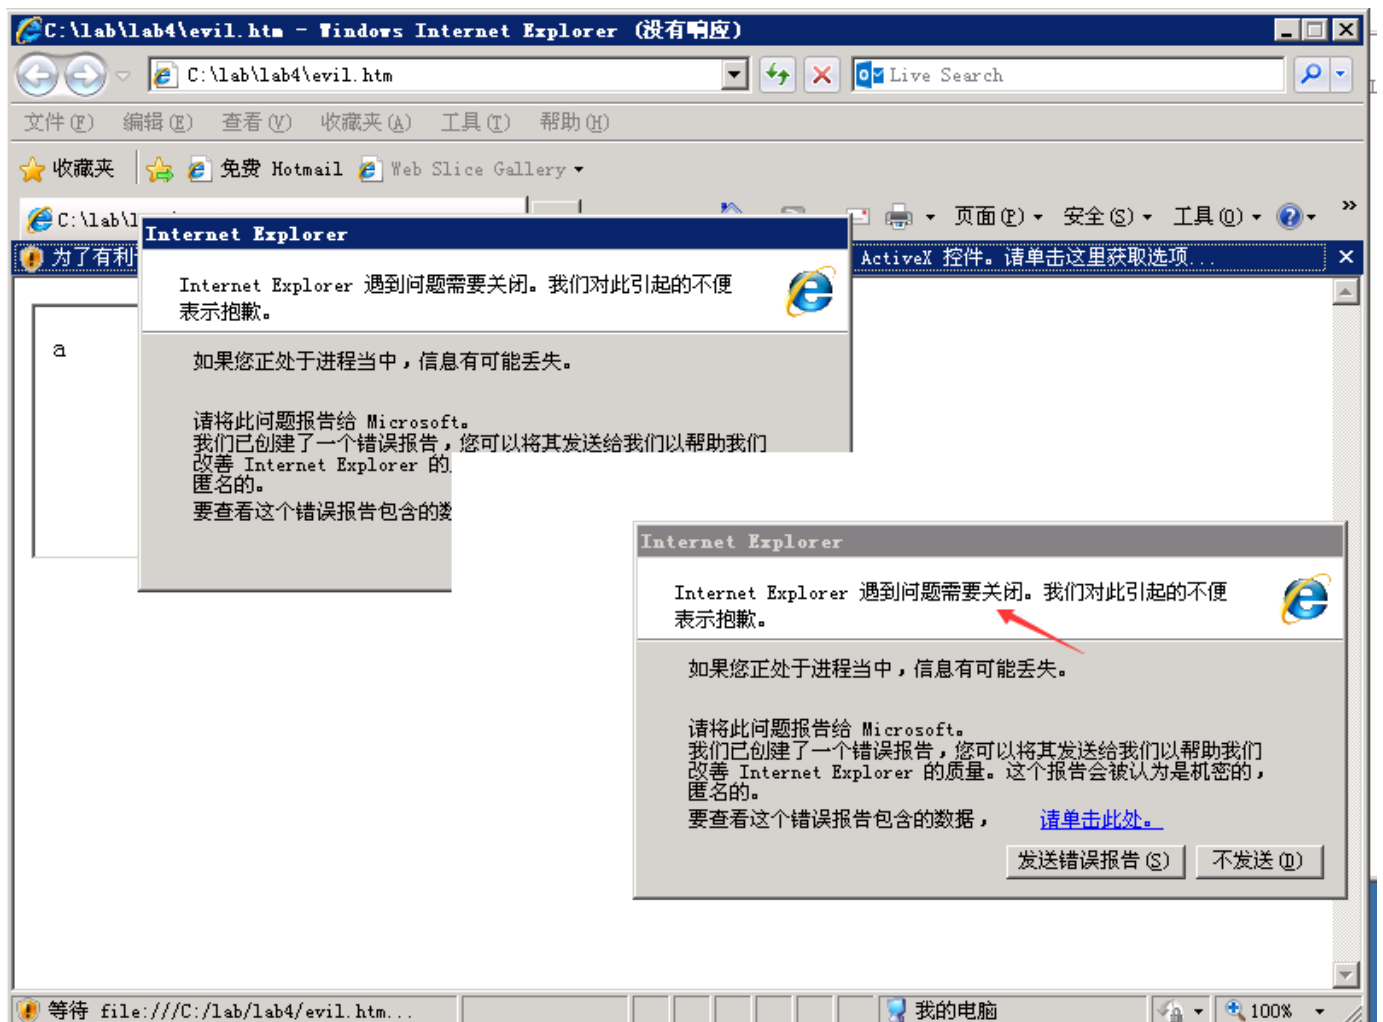 C:\lab\lab4\evil.htm - Windows Internet Explorer (没有响应)
C:\lab\lab4\evil.htm
Live Search
文件(F) 编辑(E) 查看(V) 收藏夹(A) 工具(T) 帮助(H)
收藏夹 免费 Hotmail Web Slice Gallery
C:\lab\l
页面(P) 安全(S) 工具(O) »
为了有利
ActiveX 控件。请单击这里获取选项...
a
Internet Explorer
Internet Explorer 遇到问题需要关闭。我们对此引起的不便
表示抱歉。
如果您正处于进程当中，信息有可能丢失。
请将此问题报告给 Microsoft。
我们已创建了一个错误报告，您可以将其发送给我们以帮助我们
改善 Internet Explorer 的
匿名的。
要查看这个错误报告包含的数
Internet Explorer
Internet Explorer 遇到问题需要关闭。我们对此引起的不便
表示抱歉。
如果您正处于进程当中，信息有可能丢失。
请将此问题报告给 Microsoft。
我们已创建了一个错误报告，您可以将其发送给我们以帮助我们
改善 Internet Explorer 的质量。这个报告会被认为是机密的，
匿名的。
要查看这个错误报告包含的数据， 请单击此处。
发送错误报告(S) 不发送(D)
等待 file:///C:/lab/lab4/evil.htm...
我的电脑
100%